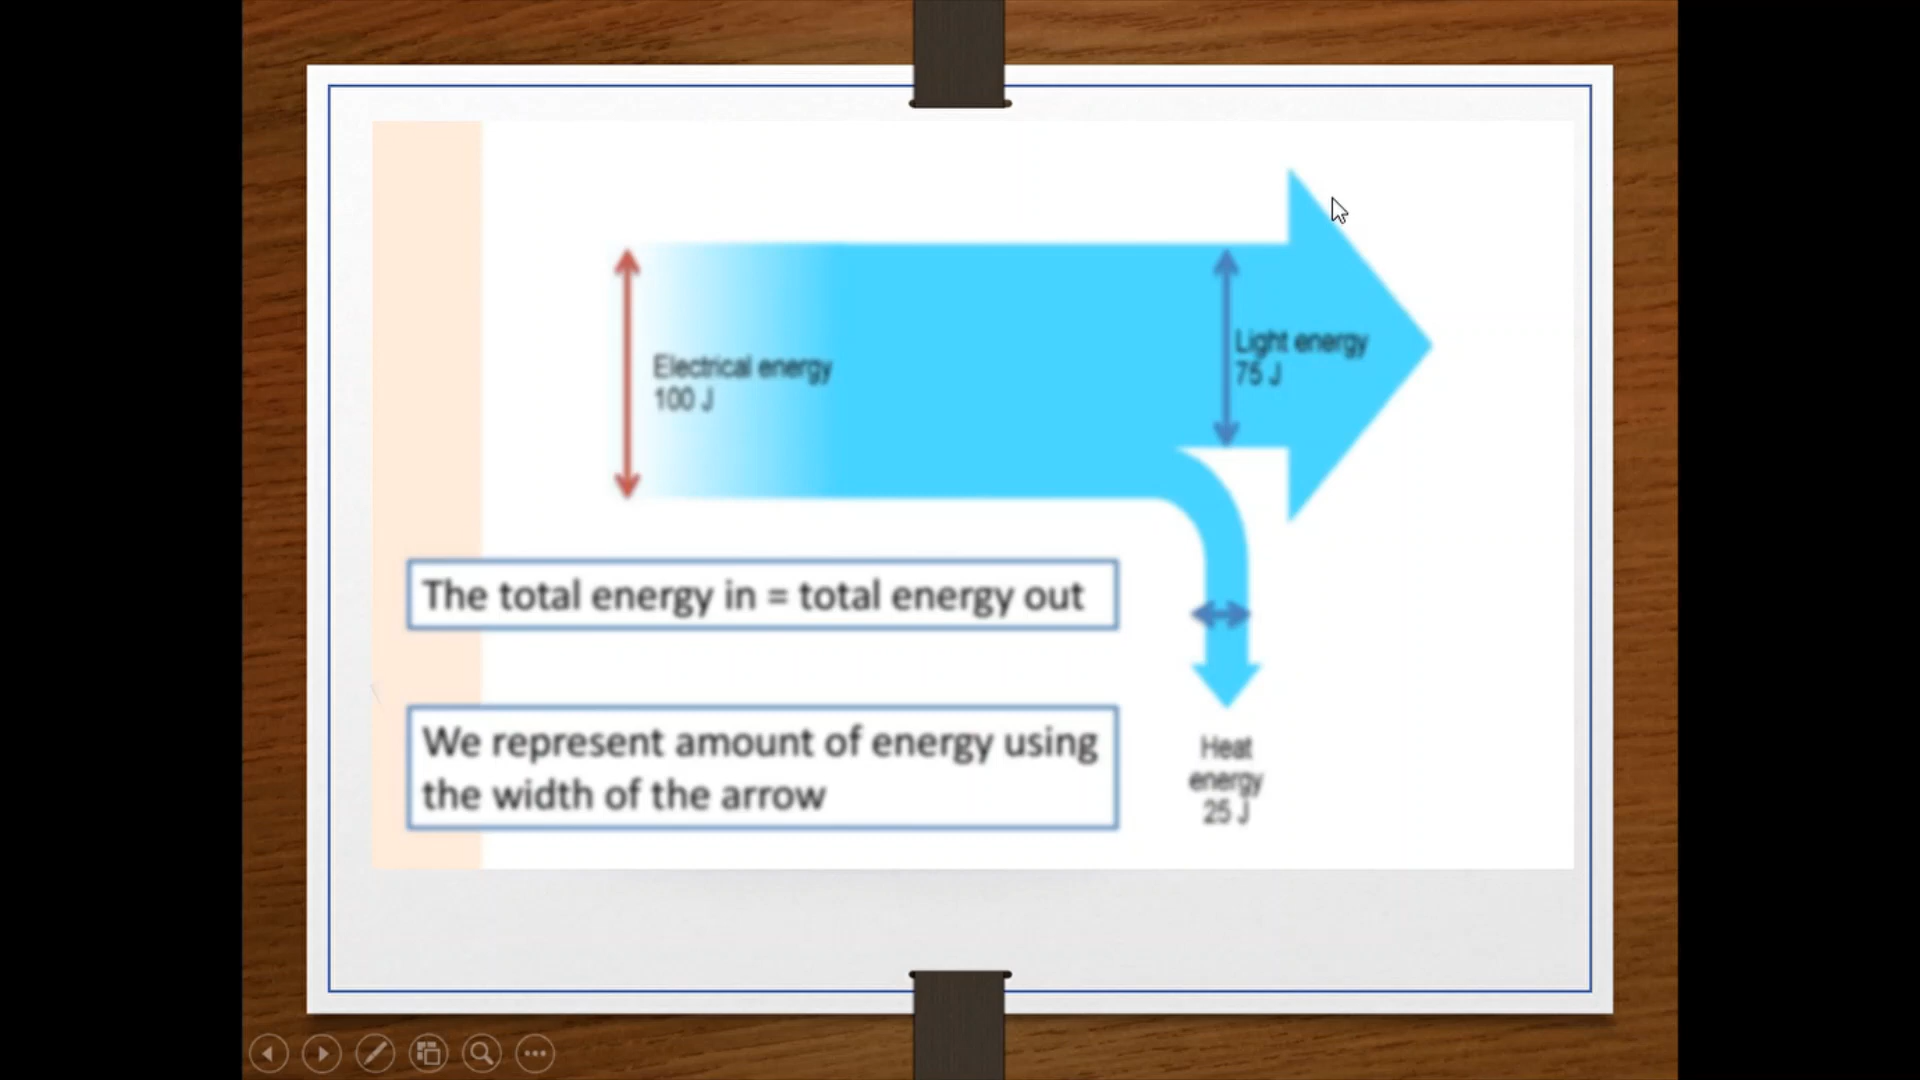 Electrical energy
100 J
Light energy
75 J
The total energy in = total energy out
We represent amount of energy using
the width of the arrow
Heat
energy
25 J